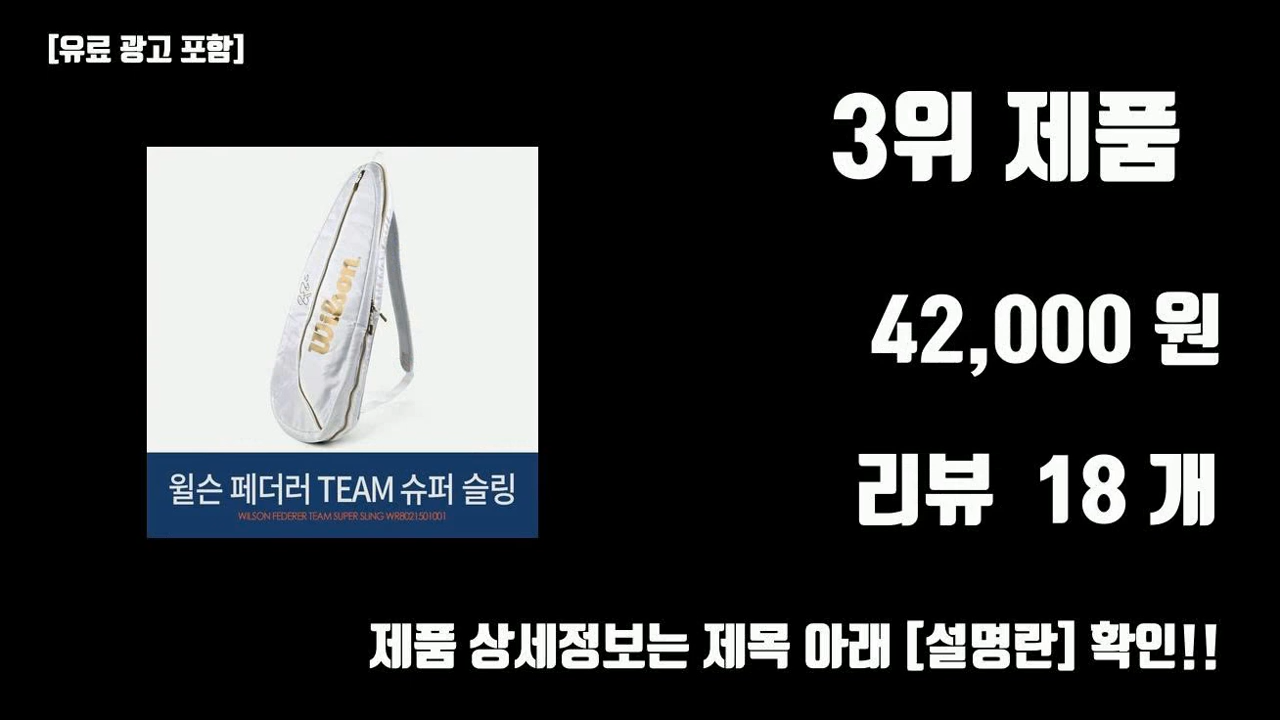 [유료 광고 포함]
3위 제품
Wilson
42,000 원
리뷰 18 개
윌슨 페더러 TEAM 슈퍼 슬링
WILSON FEDERER TEAM SUPER SLING WRB021501001
제품 상세정보는 제목 아래 [설명란] 확인!!